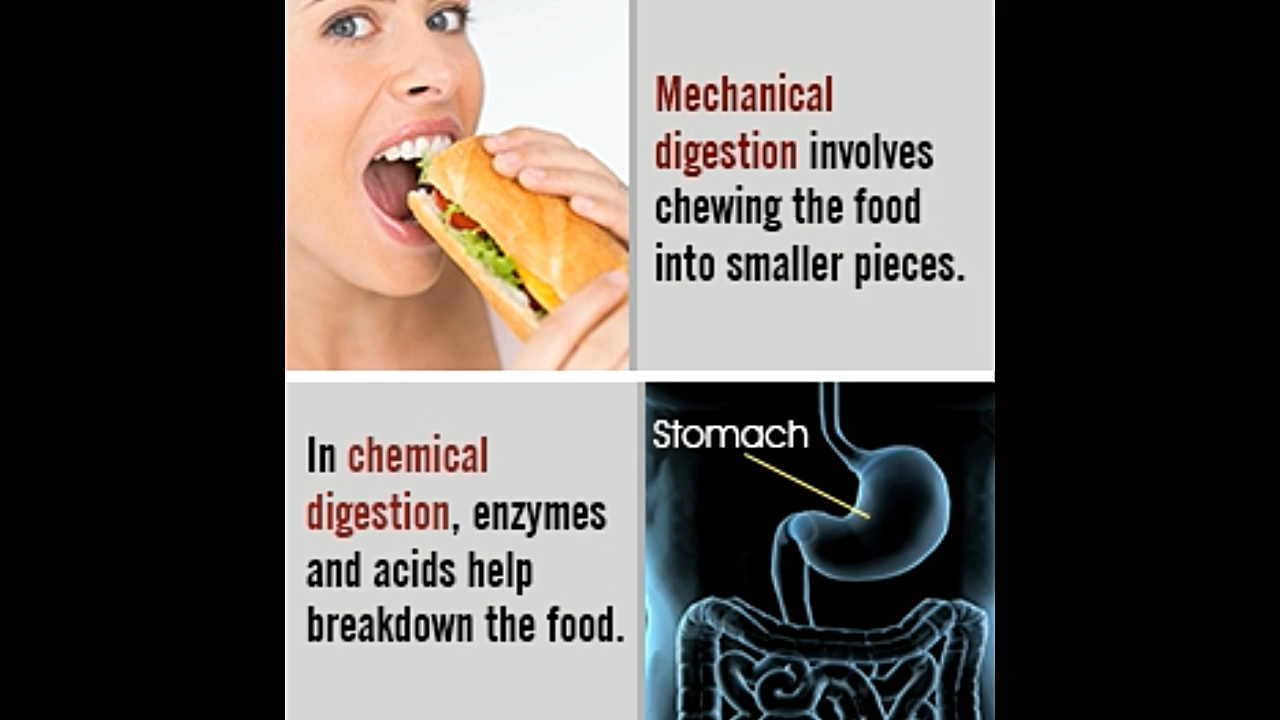 Mechanical
digestion involves
chewing the food
into smaller pieces.
In chemical
digestion, enzymes
and acids help
breakdown the food.
Stomach